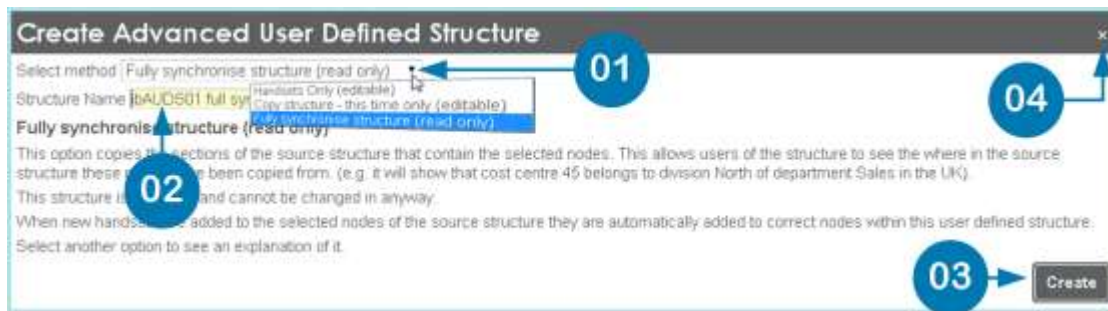 Create Advanced User Defined Structure
×
Select method Fully synchronise structure (read only)
01
04
Handsets Only (editable)
Structure Name jbAUDS01 full syn
Copy structure - this time only (editable)
Fully synchronise structure (read only)
Fully synchronise structure (read only)
This option copies the sections of the source structure that contain the selected nodes. This allows users of the structure to see the where in the source
structure these been copied from. (e.g. it will show that cost centre 45 belongs to division North of department Sales in the UK).
02
This structure is and cannot be changed in anyway.
When new added to the selected nodes of the source structure they are automatically added to correct nodes within this user defined structure.
Select another option to see an explanation of it.
03
Create